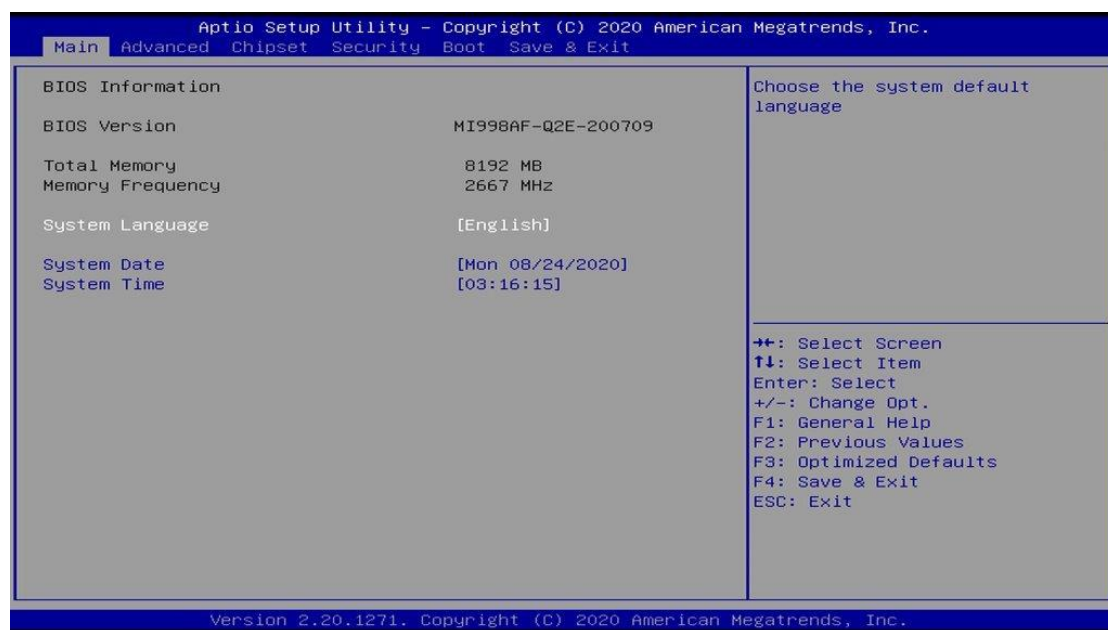 Aptio Setup Utility – Copyright (C) 2020 American Megatrends, Inc.
Main Advanced Chipset Security Boot Save & Exit
BIOS Information
BIOS Version MI998AF-Q2E-200709
Total Memory 8192 MB
Memory Frequency 2667 MHz
System Language [English]
System Date [Mon 08/24/2020]
System Time [03:16:15]
Choose the system default
language
→←: Select Screen
↑↓: Select Item
Enter: Select
+/-: Change Opt.
F1: General Help
F2: Previous Values
F3: Optimized Defaults
F4: Save & Exit
ESC: Exit
Version 2.20.1271. Copyright (C) 2020 American Megatrends, Inc.